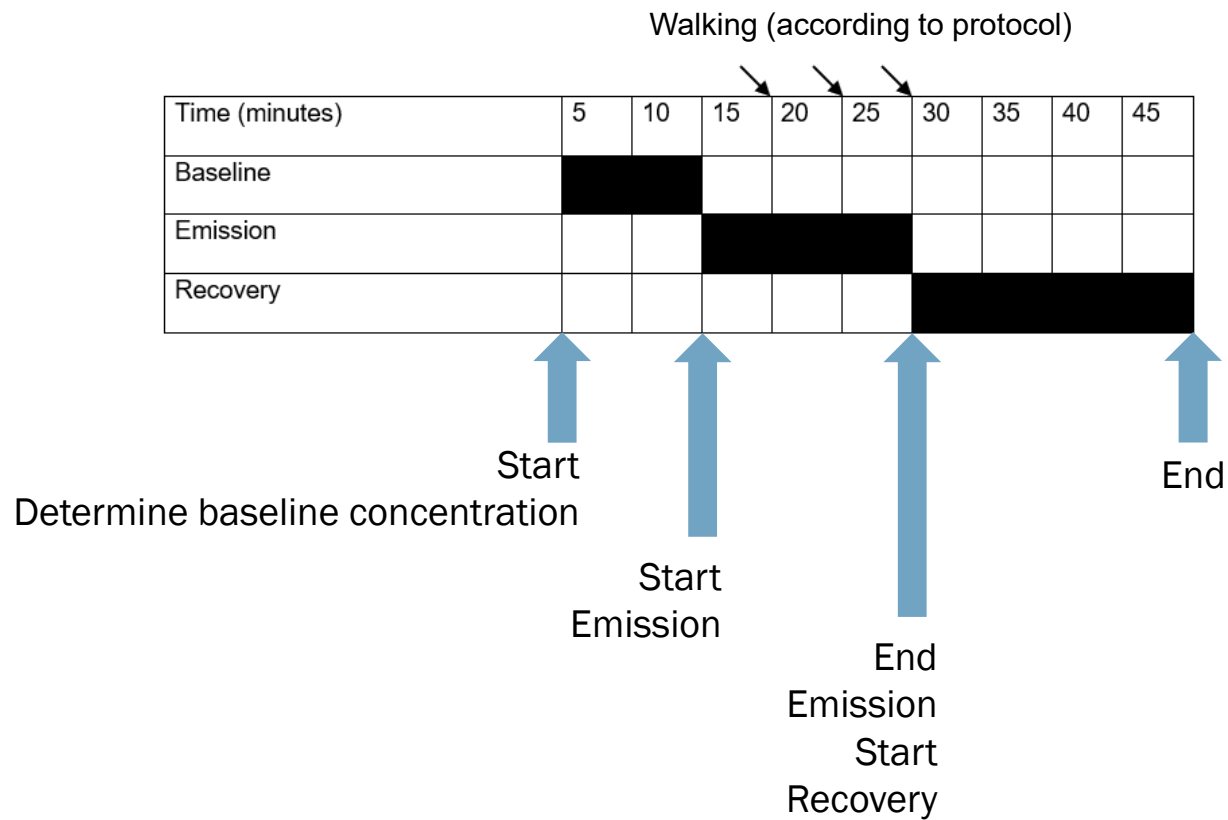 Walking (according to protocol)
Time (minutes) 5 10 15 20 25 30 35 40 45
Baseline
Emission
Recovery
Start
Determine baseline concentration
End
Start
Emission
End
Emission
Start
Recovery